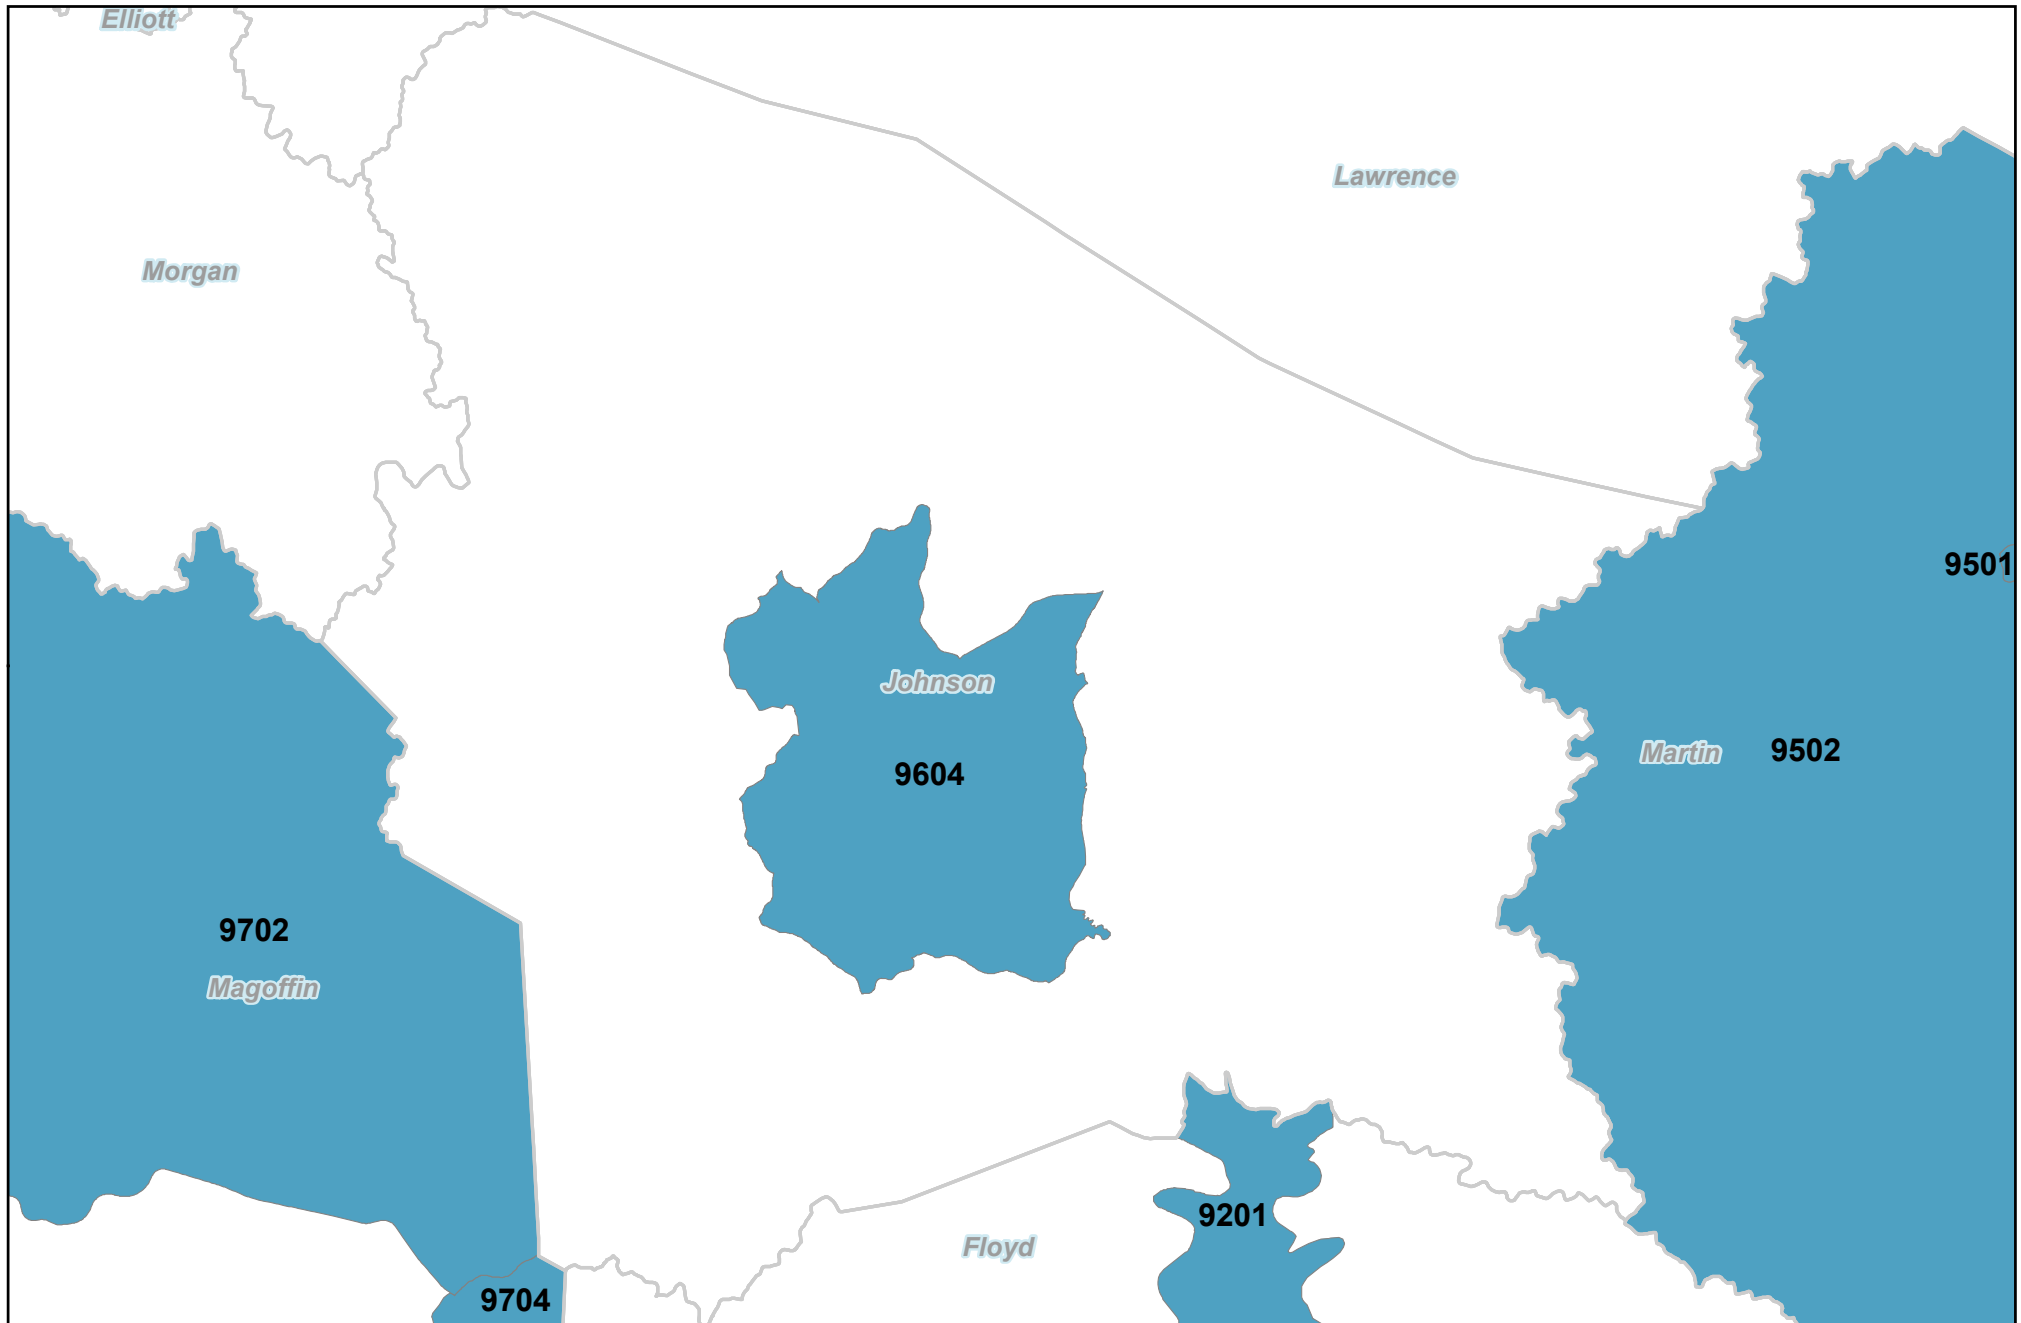 Elliott
Lawrence
Morgan
9501
Johnson
Martin
9502
9604
9702
Magoffin
9201
Floyd
9704